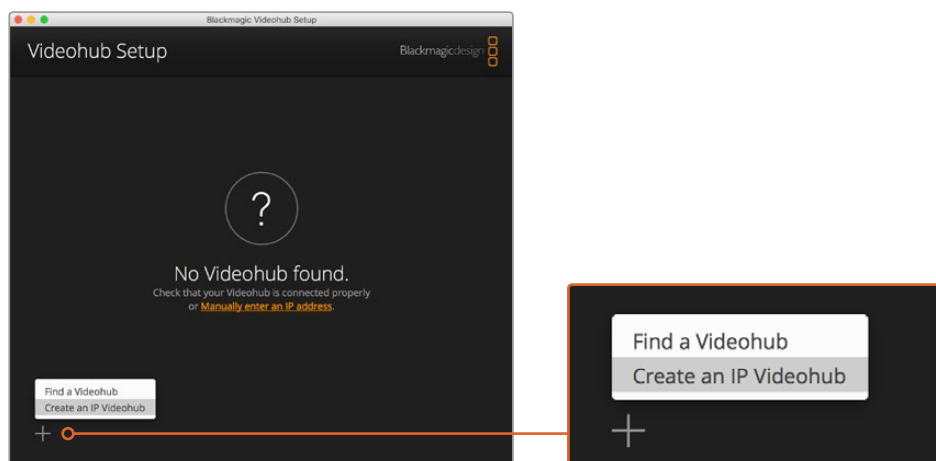 Blackmagic Videohub Setup
Videohub Setup
Blackmagicdesign
?
No Videohub found.
Check that your Videohub is connected properly
or Manually enter an IP address.
Find a Videohub
Create an IP Videohub
Find a Videohub
Create an IP Videohub